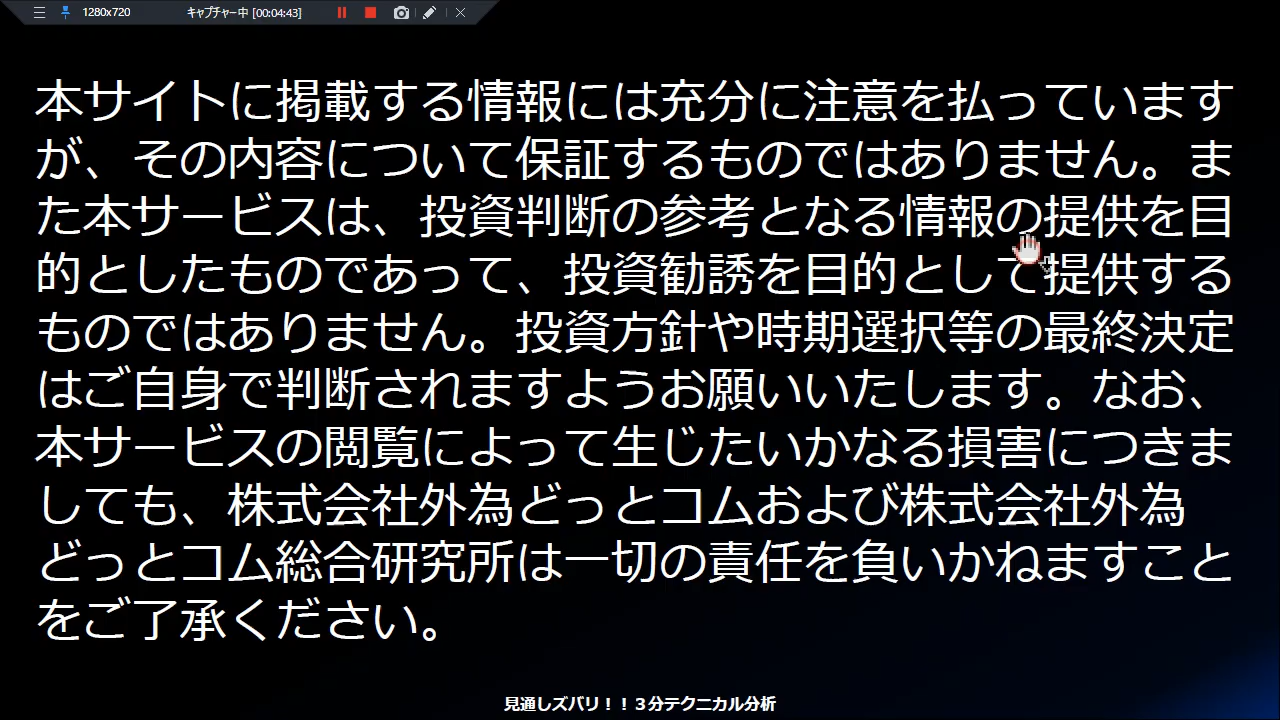 1280x720 キャプチャー中 [00:04:43]
本サイトに掲載する情報には充分に注意を払っています
が、その内容について保証するものではありません。ま
た本サービスは、投資判断の参考となる情報の提供を目
的としたものであって、投資勧誘を目的として提供する
ものではありません。投資方針や時期選択等の最終決定
はご自身で判断されますようお願いいたします。なお、
本サービスの閲覧によって生じたいかなる損害につきま
しても、株式会社外為どっとコムおよび株式会社外為
どっとコム総合研究所は一切の責任を負いかねますこと
をご了承ください。
見通しズバリ！！３分テクニカル分析